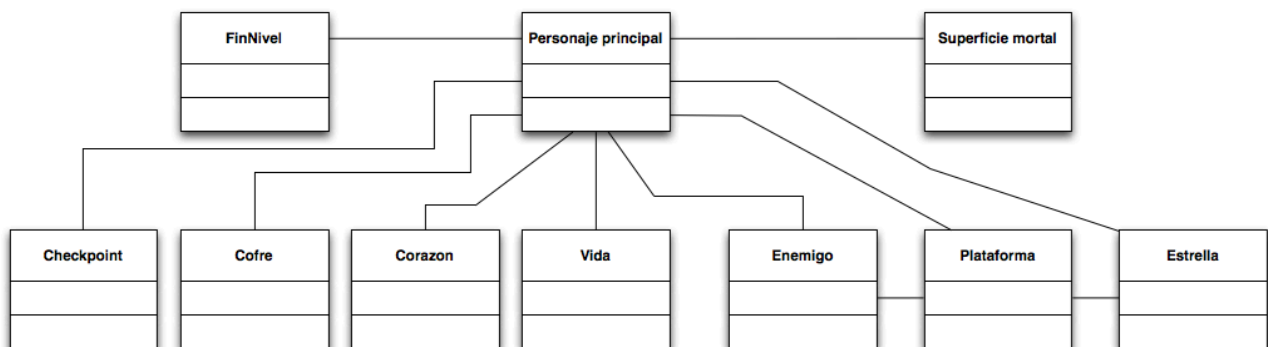 FinNivel
Personaje principal
Superficie mortal
Checkpoint
Cofre
Corazon
Vida
Enemigo
Plataforma
Estrella